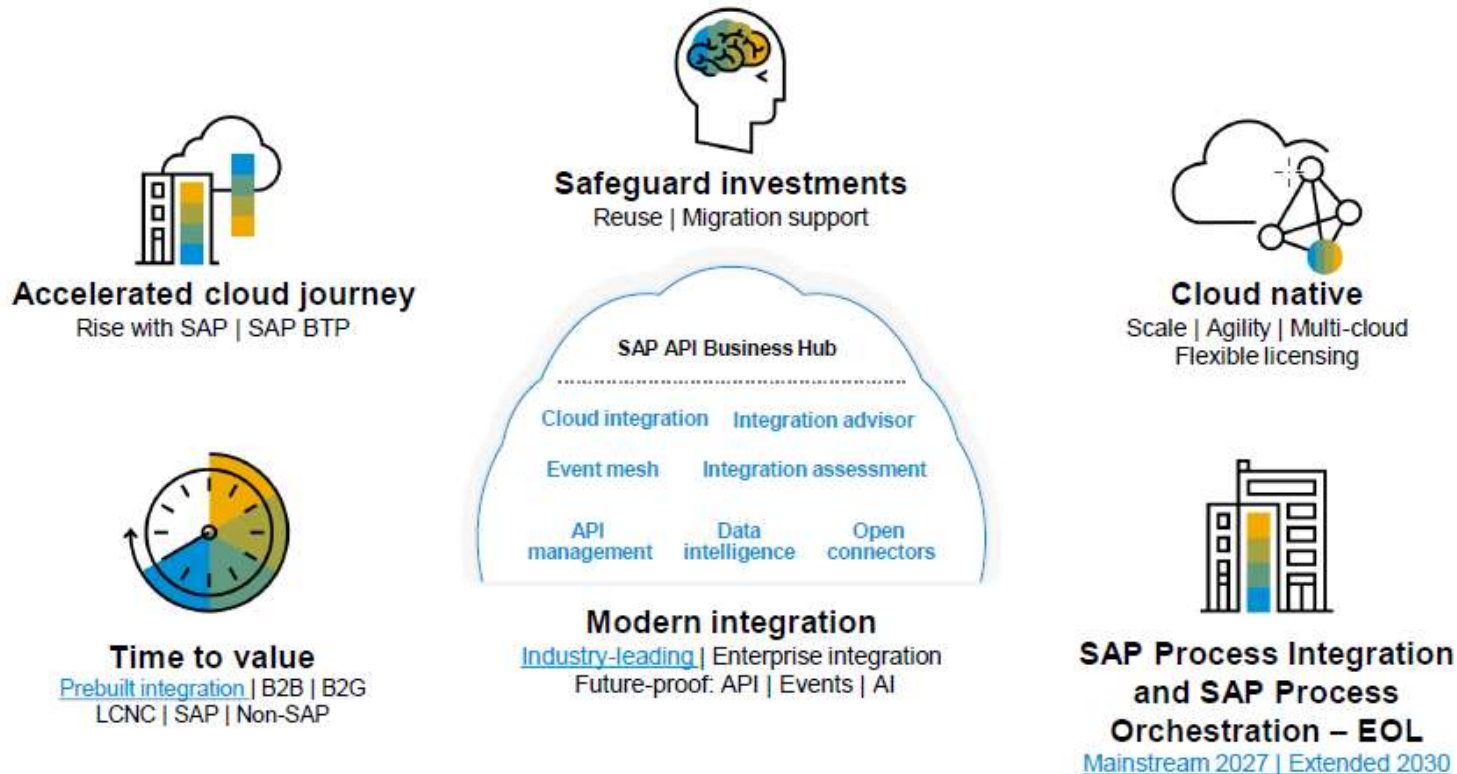 Safeguard investments
Reuse | Migration support
Accelerated cloud journey
Rise with SAP | SAP BTP
Cloud native
Scale | Agility | Multi-cloud
Flexible licensing
SAP API Business Hub
Cloud integration Integration advisor
Event mesh Integration assessment
API management
Data intelligence
Open connectors
Time to value
Prebuilt integration | B2B | B2G
LCNC | SAP | Non-SAP
Modern integration
Industry-leading | Enterprise integration
Future-proof: API | Events | AI
SAP Process Integration
and SAP Process
Orchestration – EOL
Mainstream 2027 | Extended 2030